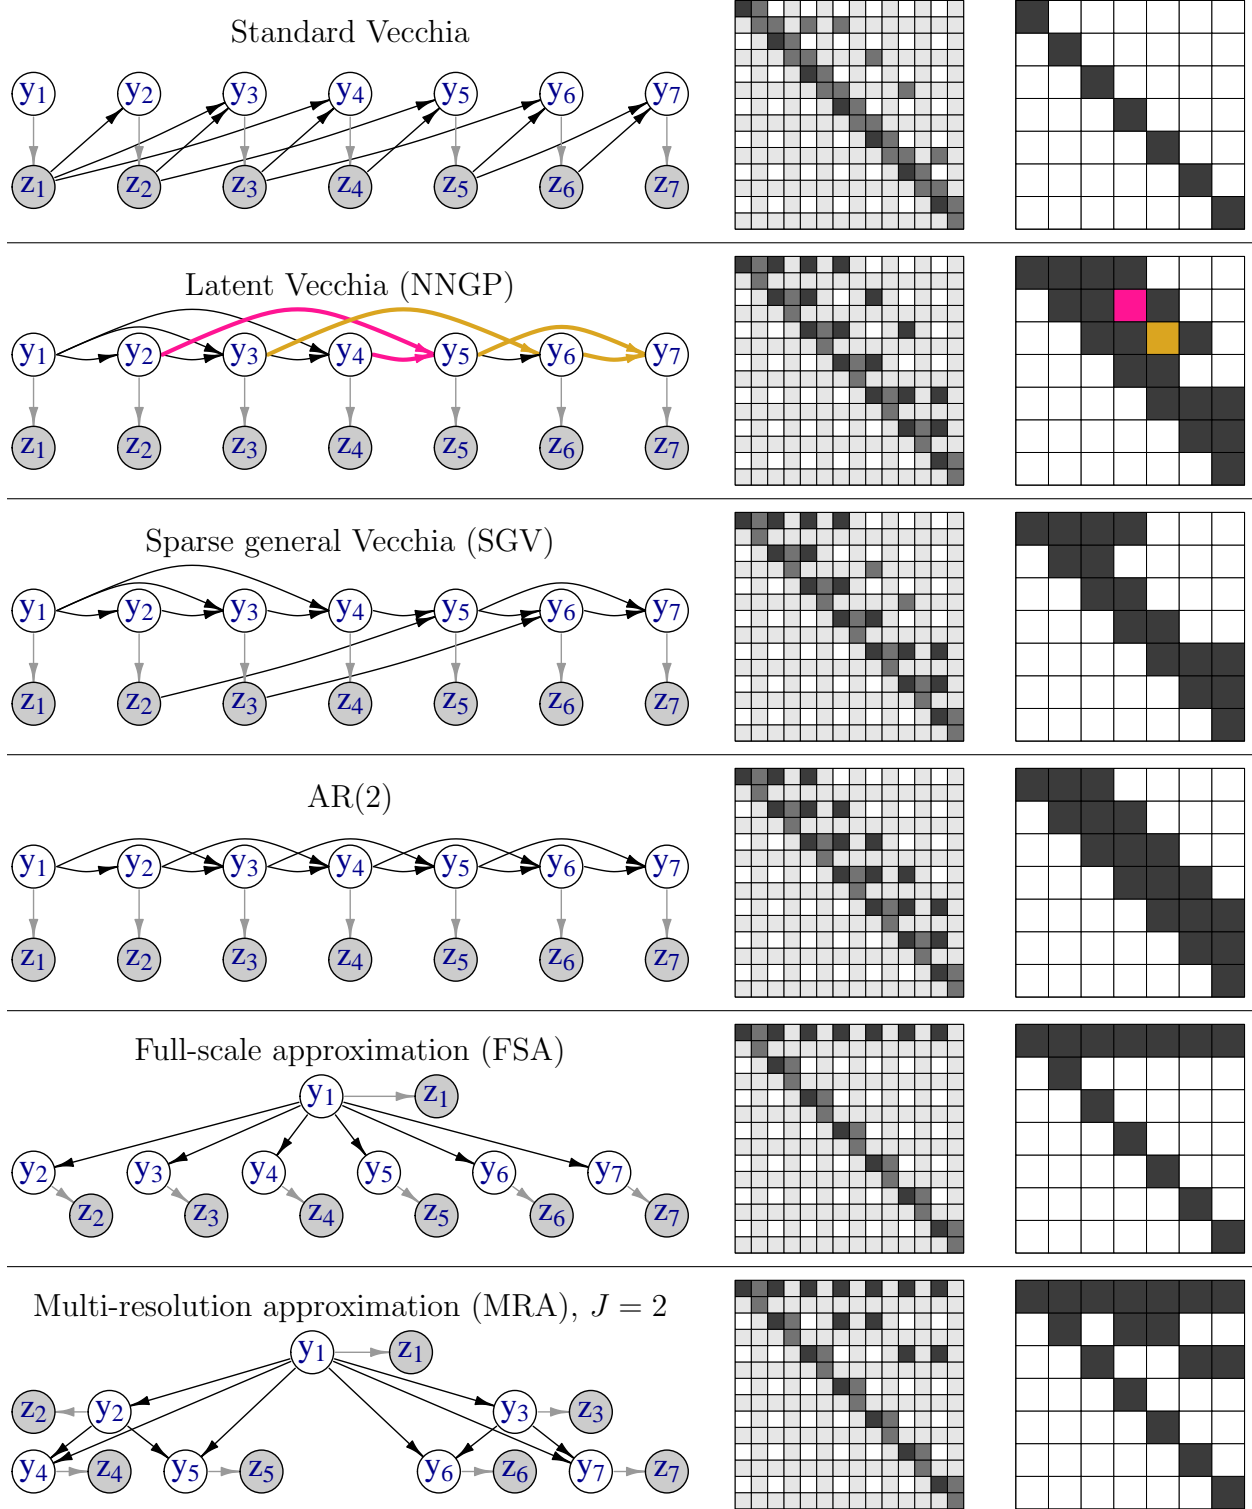 Standard Vecchia
y1 y2 y3 y4 y5 y6 y7
z1 z2 z3 z4 z5 z6 z7
Latent Vecchia (NNGP)
y1 y2 y3 y4 y5 y6 y7
z1 z2 z3 z4 z5 z6 z7
Sparse general Vecchia (SGV)
y1 y2 y3 y4 y5 y6 y7
z1 z2 z3 z4 z5 z6 z7
AR(2)
y1 y2 y3 y4 y5 y6 y7
z1 z2 z3 z4 z5 z6 z7
Full-scale approximation (FSA)
y1 z1
y2 y3 y4 y5 y6 y7
z2 z3 z4 z5 z6 z7
Multi-resolution approximation (MRA), J = 2
y1 z1
z2 y2 y3 z3
y4 z4 y5 z5 y6 z6 y7 z7